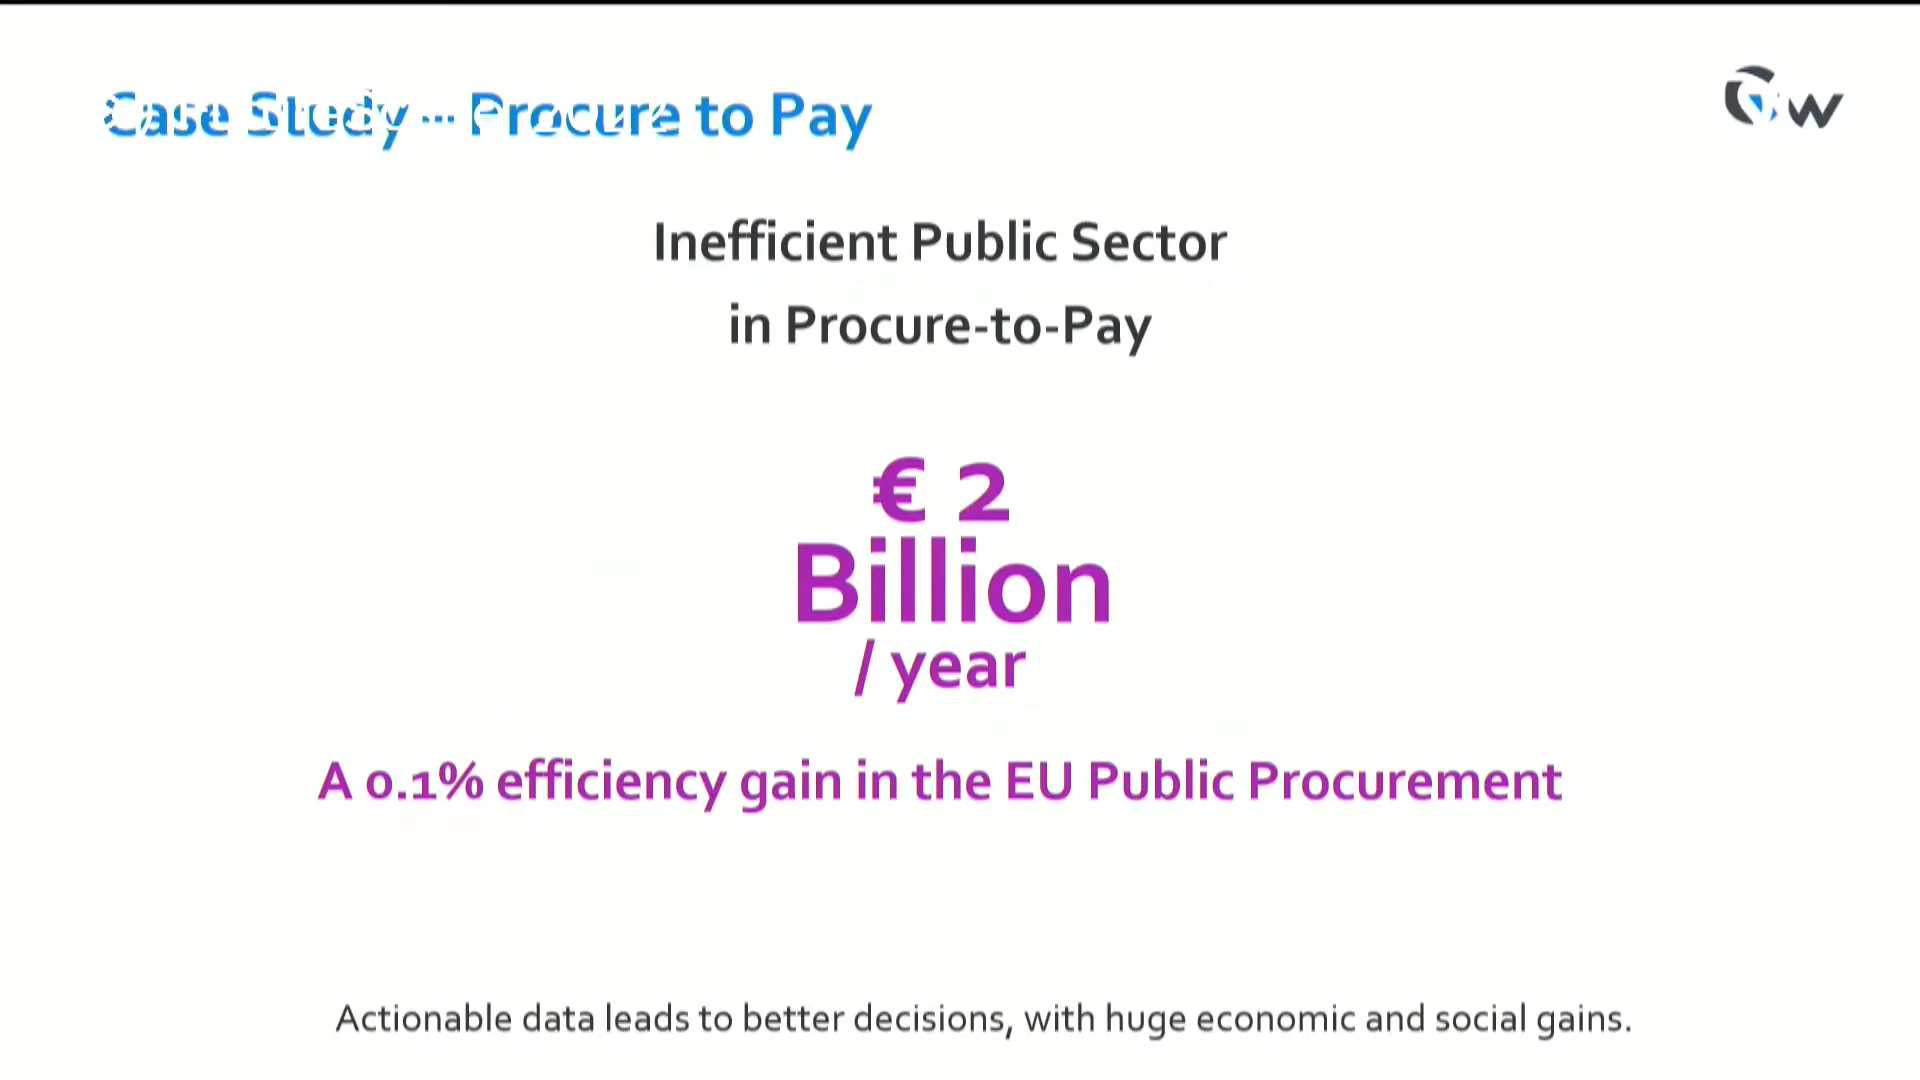 Case Study ... Procure to Pay
Inefficient Public Sector
in Procure-to-Pay
€ 2
Billion
/ year
A 0.1% efficiency gain in the EU Public Procurement
Actionable data leads to better decisions, with huge economic and social gains.